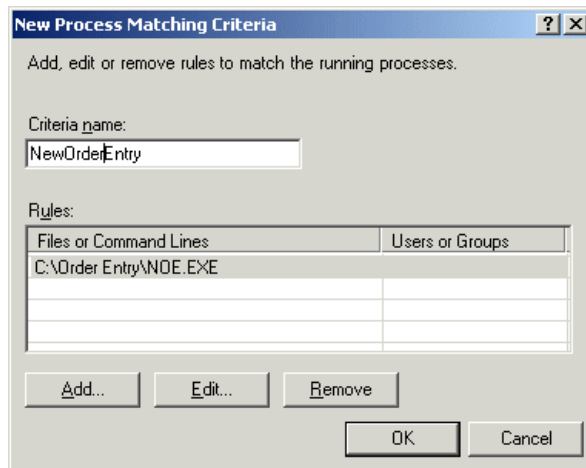 New Process Matching Criteria
Add, edit or remove rules to match the running processes.
Criteria name:
NewOrderEntry
Rules:
Files or Command Lines Users or Groups
C:\Order Entry\NOE.EXE
Add... Edit... Remove
OK Cancel